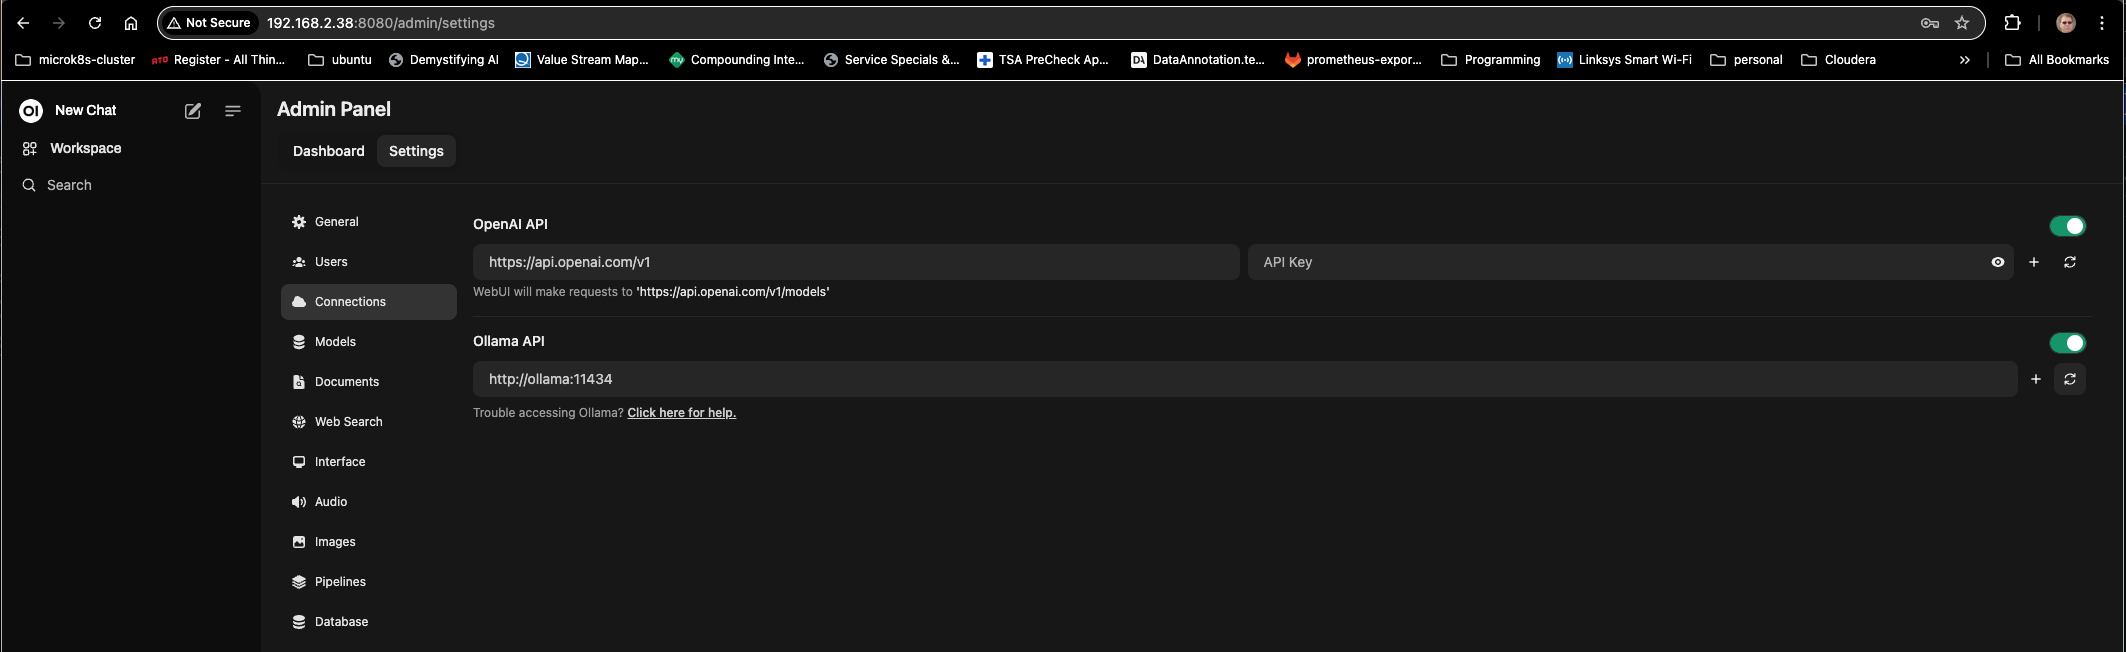 Not Secure 192.168.2.38:8080/admin/settings
microk8s-cluster ATO Register - All Thin... ubuntu Demystifying AI Value Stream Map... my Compounding Inte... Service Specials &... TSA PreCheck Ap... DA DataAnnotation.te... prometheus-expor... Programming Linksys Smart Wi-Fi personal Cloudera » All Bookmarks
OI New Chat
Workspace
Search
Admin Panel
Dashboard Settings
General
Users
Connections
Models
Documents
Web Search
Interface
Audio
Images
Pipelines
Database
OpenAI API
https://api.openai.com/v1 API Key
WebUI will make requests to 'https://api.openai.com/v1/models'
Ollama API
http://ollama:11434
Trouble accessing Ollama? Click here for help.